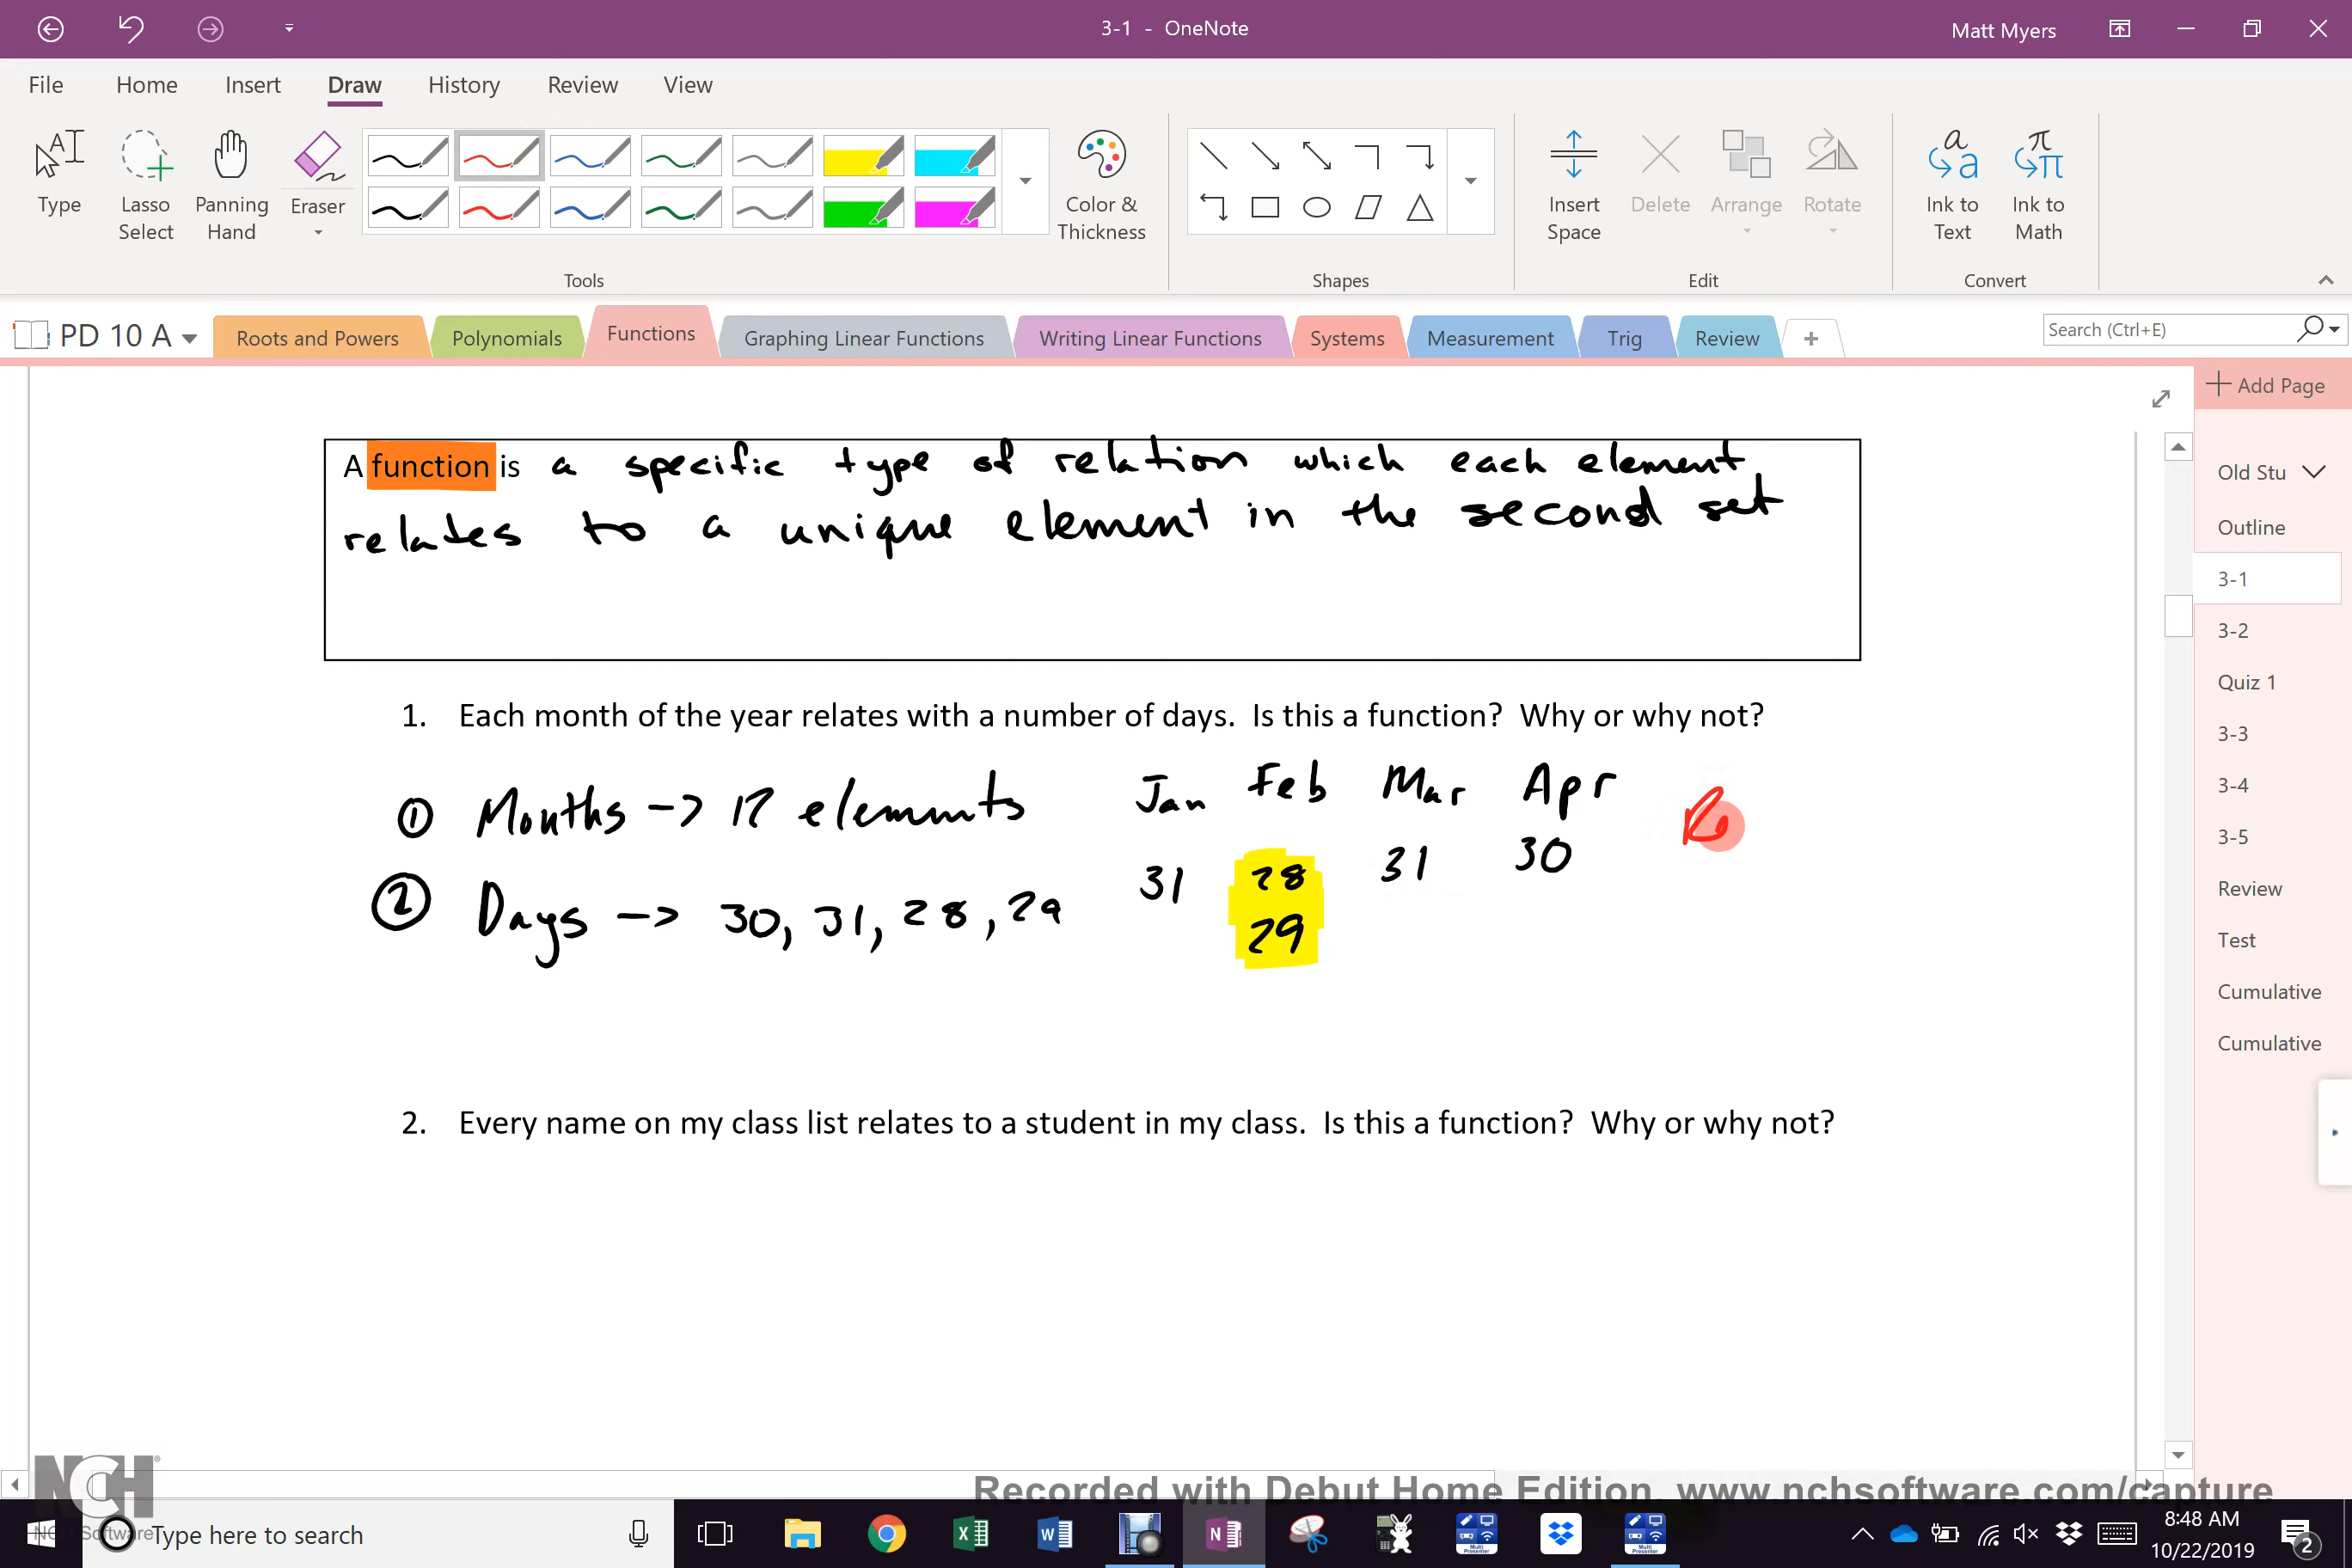 3-1 - OneNote
Matt Myers
File Home Insert Draw History Review View
Type
Lasso Select
Panning Hand
Eraser
Color & Thickness
Insert Space
Delete
Arrange
Rotate
Ink to Text
Ink to Math
Tools
Shapes
Edit
Convert
PD 10 A
Roots and Powers
Polynomials
Functions
Graphing Linear Functions
Writing Linear Functions
Systems
Measurement
Trig
Review
Search (Ctrl+E)
Add Page
Old Stu
Outline
3-1
3-2
Quiz 1
3-3
3-4
3-5
Review
Test
Cumulative
Cumulative
A function is a specific type of relation which each element
relates to a unique element in the second set
1. Each month of the year relates with a number of days. Is this a function? Why or why not?
① Months -> 12 elements
Jan Feb Mar Apr
31 28 31 30
29
② Days -> 30, 31, 28, 29
2. Every name on my class list relates to a student in my class. Is this a function? Why or why not?
NCH
NCH Software
Recorded with Debut Home Edition. www.nchsoftware.com/capture
Type here to search
8:48 AM
10/22/2019
2